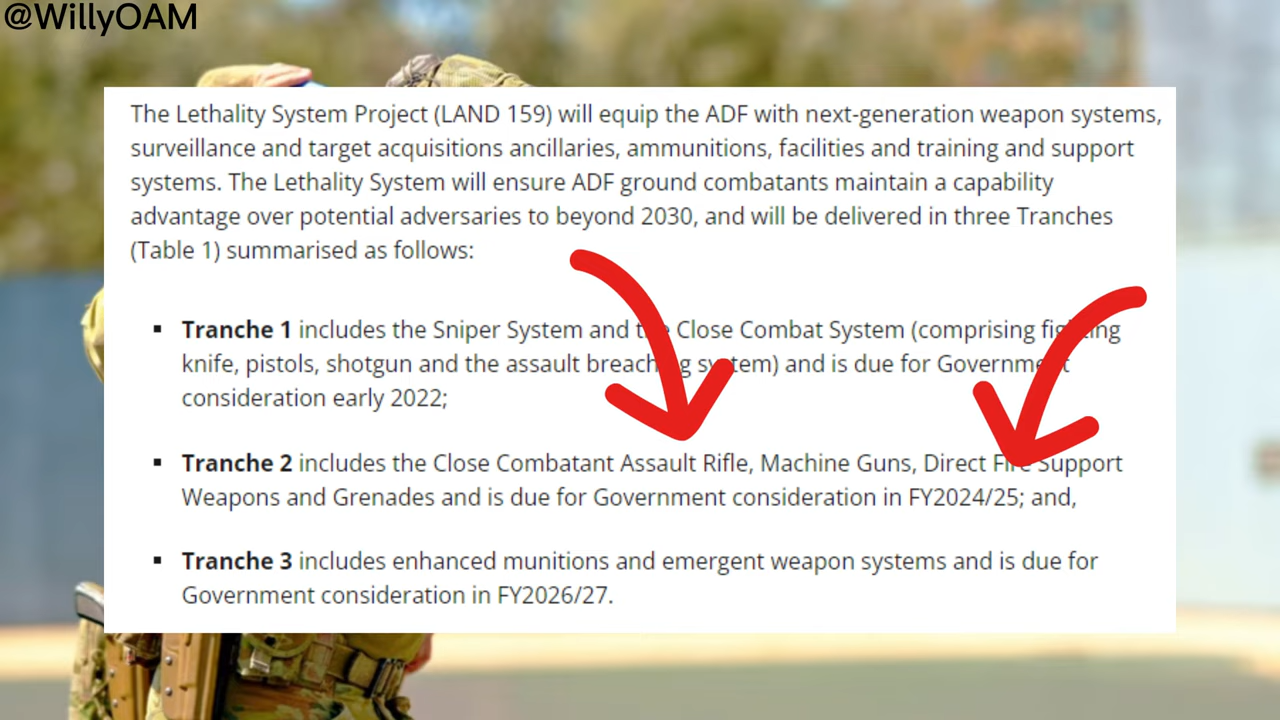 @WillyOAM
The Lethality System Project (LAND 159) will equip the ADF with next-generation weapon systems,
surveillance and target acquisitions ancillaries, ammunitions, facilities and training and support
systems. The Lethality System will ensure ADF ground combatants maintain a capability
advantage over potential adversaries to beyond 2030, and will be delivered in three Tranches
(Table 1) summarised as follows:
▪ Tranche 1 includes the Sniper System and the Close Combat System (comprising fighting
knife, pistols, shotgun and the assault breaching system) and is due for Government
consideration early 2022;
▪ Tranche 2 includes the Close Combatant Assault Rifle, Machine Guns, Direct Fire Support
Weapons and Grenades and is due for Government consideration in FY2024/25; and,
▪ Tranche 3 includes enhanced munitions and emergent weapon systems and is due for
Government consideration in FY2026/27.